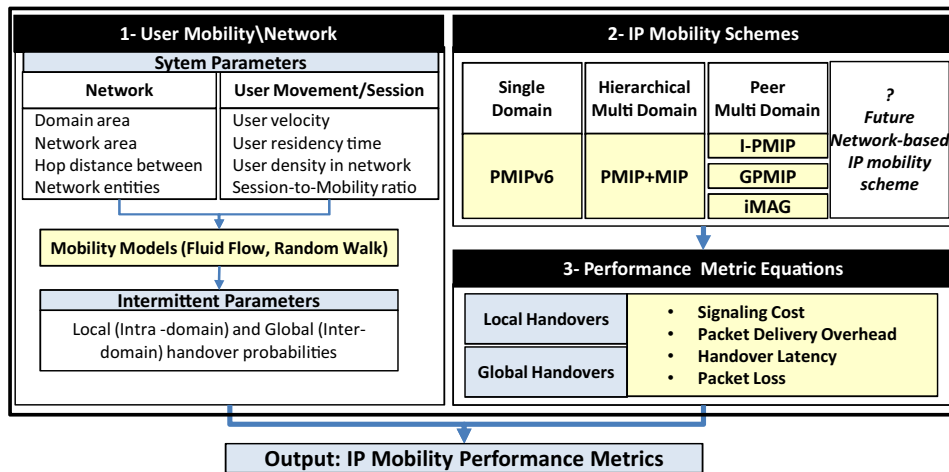 1- User Mobility\Network
Sytem Parameters
Network
Domain area
Network area
Hop distance between
Network entities
User Movement/Session
User velocity
User residency time
User density in network
Session-to-Mobility ratio
Mobility Models (Fluid Flow, Random Walk)
Intermittent Parameters
Local (Intra -domain) and Global (Inter-
domain) handover probabilities
2- IP Mobility Schemes
Single
Domain
PMIPv6
Hierarchical
Multi Domain
PMIP+MIP
Peer
Multi Domain
I-PMIP
GPMIP
iMAG
?
Future
Network-based
IP mobility
scheme
3- Performance Metric Equations
Local Handovers
Global Handovers
• Signaling Cost
• Packet Delivery Overhead
• Handover Latency
• Packet Loss
Output: IP Mobility Performance Metrics